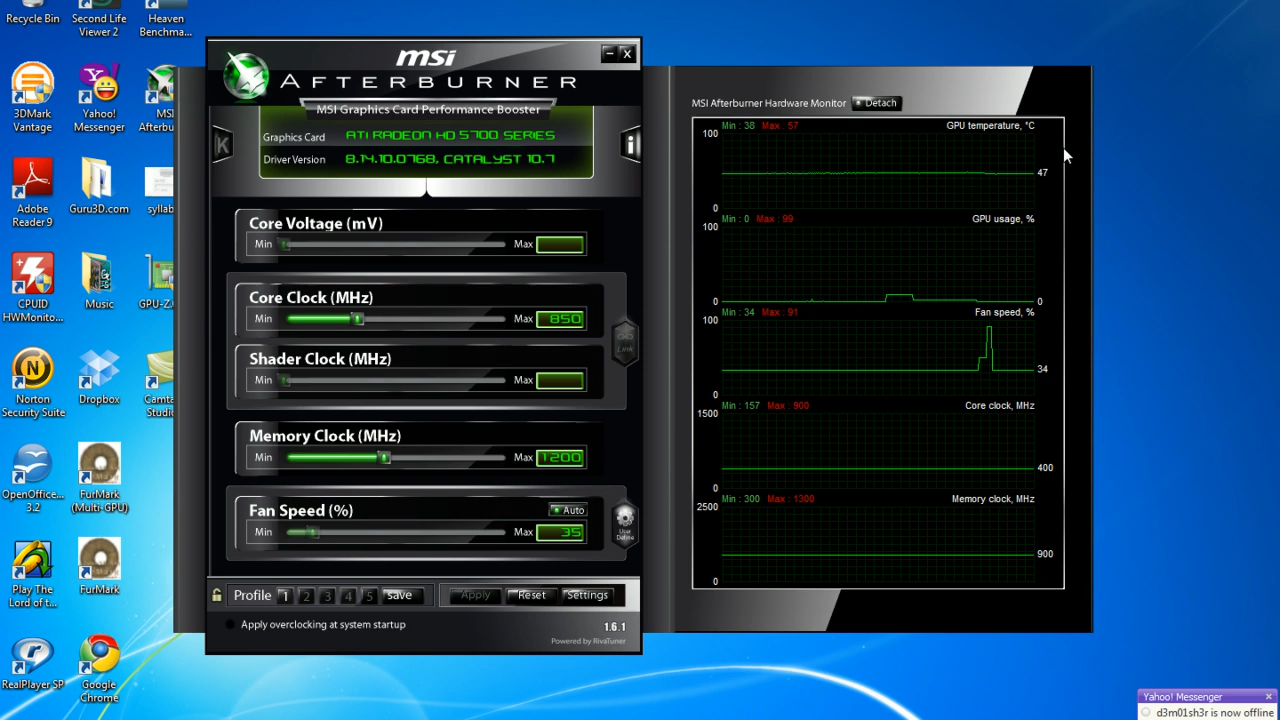 Recycle Bin
Second Life
Viewer 2
Heaven
Benchma...
3DMark
Vantage
Yahoo!
Messenger
MSI
Afterbu
Adobe
Reader 9
Guru3D.com
syllab
CPUID
HWMonito...
Music
GPU-Z.
Norton
Security Suite
Dropbox
Camta
Studio
OpenOffice...
3.2
FurMark
(Multi-GPU)
Play The
Lord of t...
FurMark
RealPlayer SP
Google
Chrome
msi
AFTERBURNER
MSI Graphics Card Performance Booster
K
i
Graphics Card ATI RADEON HD 5700 SERIES
Driver Version 8.14.10.0768, CATALYST 10.7
Core Voltage (mV)
Min Max
Core Clock (MHz)
Min Max 850
Link
Shader Clock (MHz)
Min Max
Memory Clock (MHz)
Min Max 1200
Fan Speed (%)
Auto
Min Max 35
User
Define
Profile 1 2 3 4 5 save
Apply Reset Settings
Apply overclocking at system startup
1.6.1
Powered by RivaTuner
MSI Afterburner Hardware Monitor Detach
Min : 38 Max : 57 GPU temperature, °C
100
47
0
Min : 0 Max : 99 GPU usage, %
100
0 0
Min : 34 Max : 91 Fan speed, %
100
34
0
Min : 157 Max : 900 Core clock, MHz
1500
400
0
Min : 300 Max : 1300 Memory clock, MHz
2500
900
0
Yahoo! Messenger
d3m01sh3r is now offline